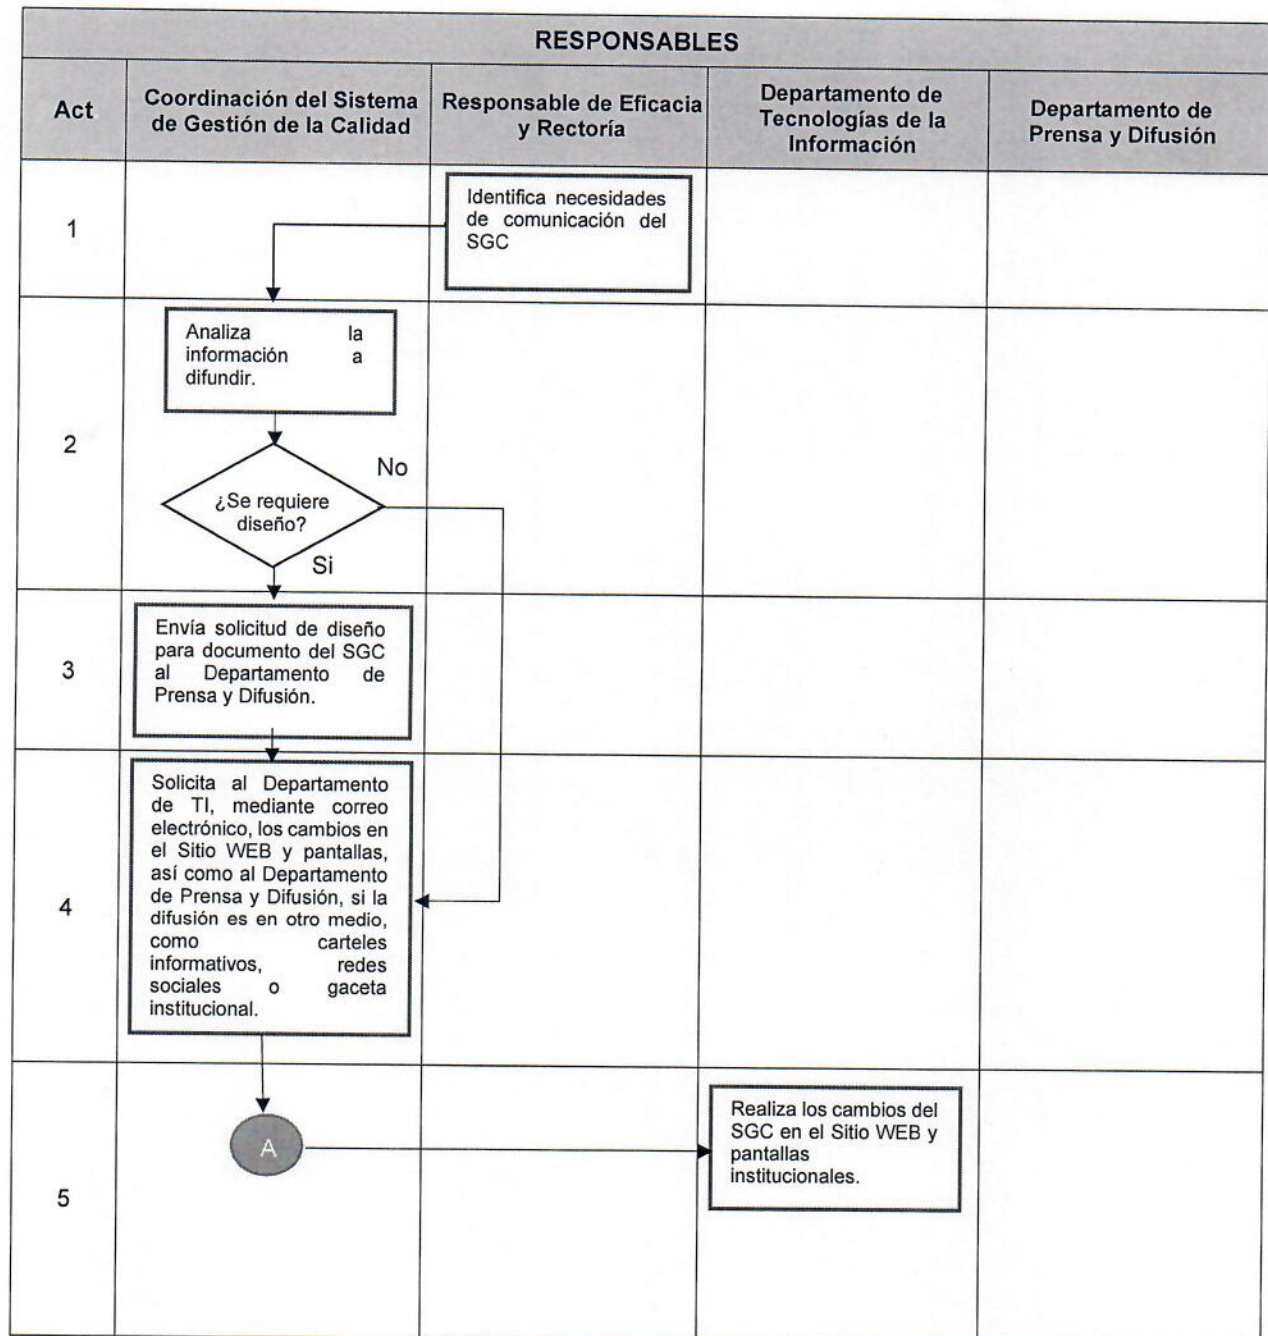 RESPONSABLES
Act
Coordinación del Sistema
de Gestión de la Calidad
Responsable de Eficacia
y Rectoría
Departamento de
Tecnologías de la
Información
Departamento de
Prensa y Difusión
1
Identifica necesidades
de comunicación del
SGC
2
Analiza la
información a
difundir.
No
¿Se requiere
diseño?
Si
3
Envía solicitud de diseño
para documento del SGC
al Departamento de
Prensa y Difusión.
4
Solicita al Departamento
de TI, mediante correo
electrónico, los cambios en
el Sitio WEB y pantallas,
así como al Departamento
de Prensa y Difusión, si la
difusión es en otro medio,
como carteles
informativos, redes
sociales o gaceta
institucional.
5
A
Realiza los cambios del
SGC en el Sitio WEB y
pantallas
institucionales.